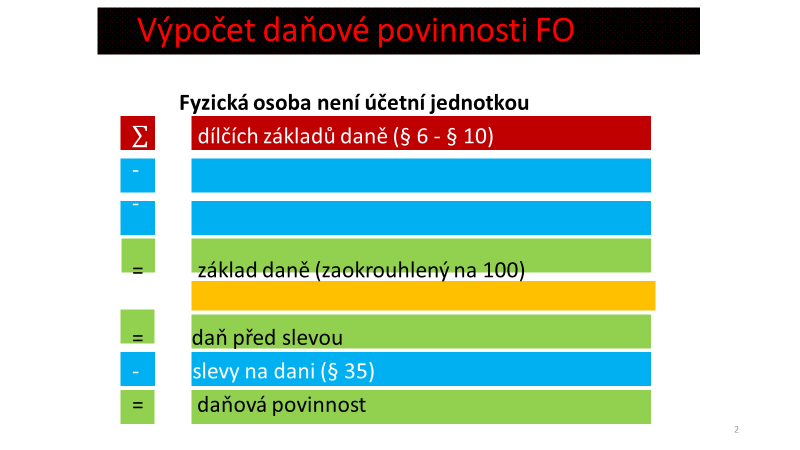 Výpočet daňové povinnosti FO
Fyzická osoba není účetní jednotkou
∑ dílčích základů daně (§ 6 - § 10)
-
-
= základ daně (zaokrouhlený na 100)
= daň před slevou
- slevy na dani (§ 35)
= daňová povinnost
2